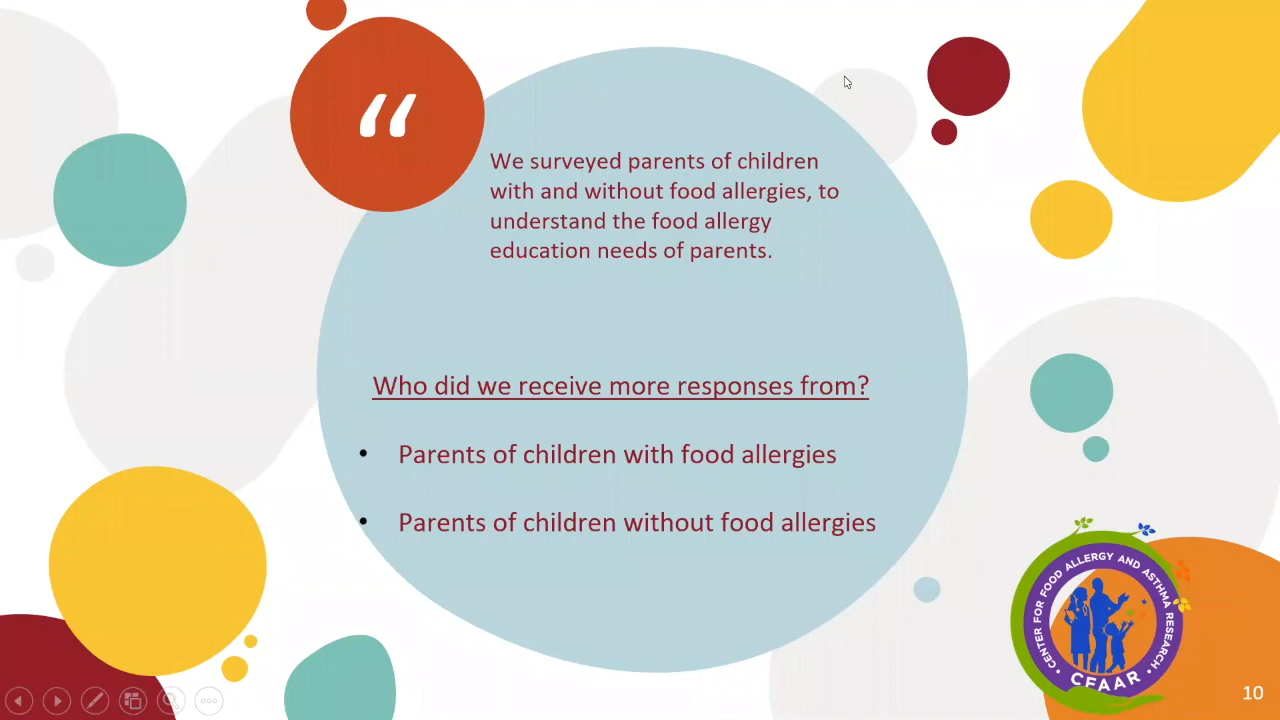 “
We surveyed parents of children
with and without food allergies, to
understand the food allergy
education needs of parents.
Who did we receive more responses from?
• Parents of children with food allergies
• Parents of children without food allergies
• CENTER FOR FOOD ALLERGY AND ASTHMA RESEARCH •
CFAAR
10